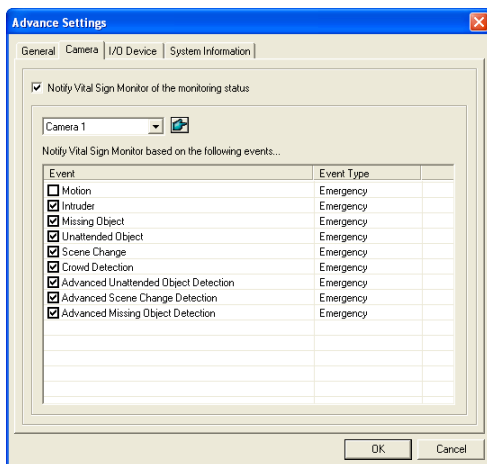 Advance Settings
General Camera I/O Device System Information
Notify Vital Sign Monitor of the monitoring status
Camera 1
Notify Vital Sign Monitor based on the following events...
Event Event Type
Motion Emergency
Intruder Emergency
Missing Object Emergency
Unattended Object Emergency
Scene Change Emergency
Crowd Detection Emergency
Advanced Unattended Object Detection Emergency
Advanced Scene Change Detection Emergency
Advanced Missing Object Detection Emergency
OK Cancel